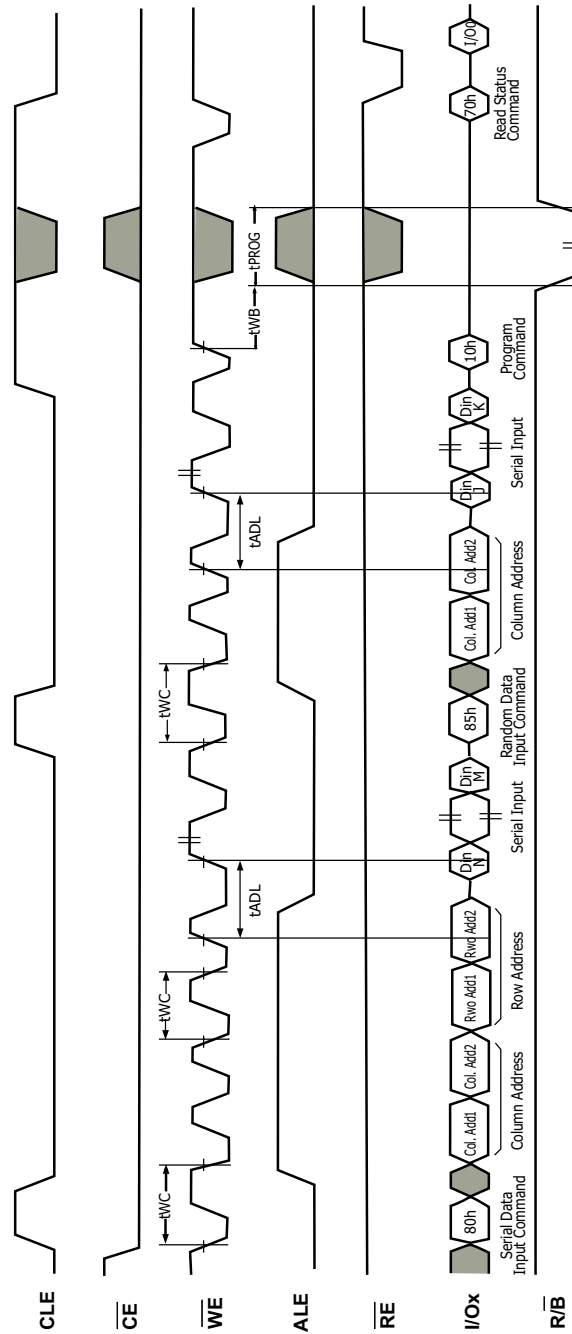 CLE
CE
WE
tWC
tWC
tWC
tWB
tPROG
tADL
tADL
ALE
RE
I/Ox
80h
Col. Add1
Col. Add2
Rwo Add1
Rwo Add2
Din
N
Din
M
85h
Col. Add1
Col. Add2
Din
J
Din
K
10h
70h
I/O0
Serial Data
Input Command
Column Address
Row Address
Serial Input
Random Data
Input Command
Column Address
Serial Input
Program
Command
Read Status
Command
R/B